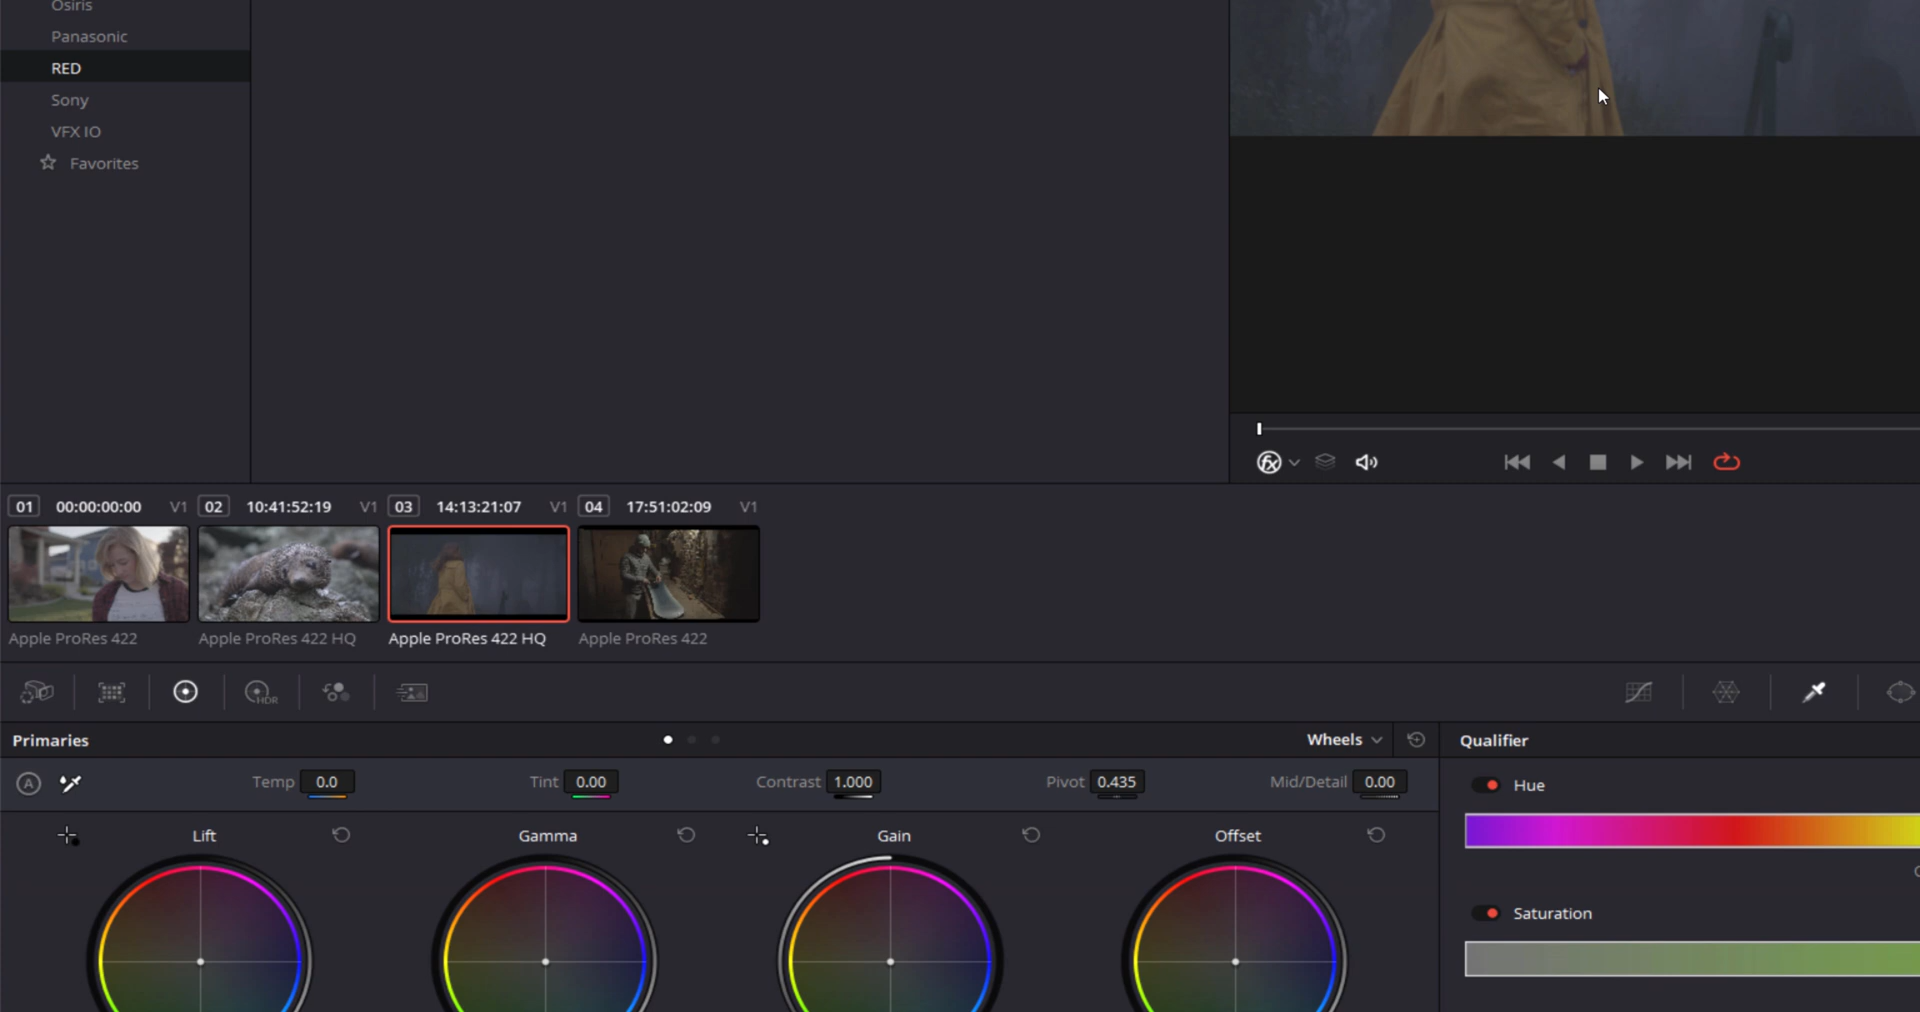 Osiris
Panasonic
RED
Sony
VFX IO
Favorites
fx
01 00:00:00:00 V1 02 10:41:52:19 V1 03 14:13:21:07 V1 04 17:51:02:09 V1
Apple ProRes 422 Apple ProRes 422 HQ Apple ProRes 422 HQ Apple ProRes 422
HDR
Primaries Wheels Qualifier
A Temp 0.0 Tint 0.00 Contrast 1.000 Pivot 0.435 Mid/Detail 0.00 Hue
Lift Gamma Gain Offset
Saturation